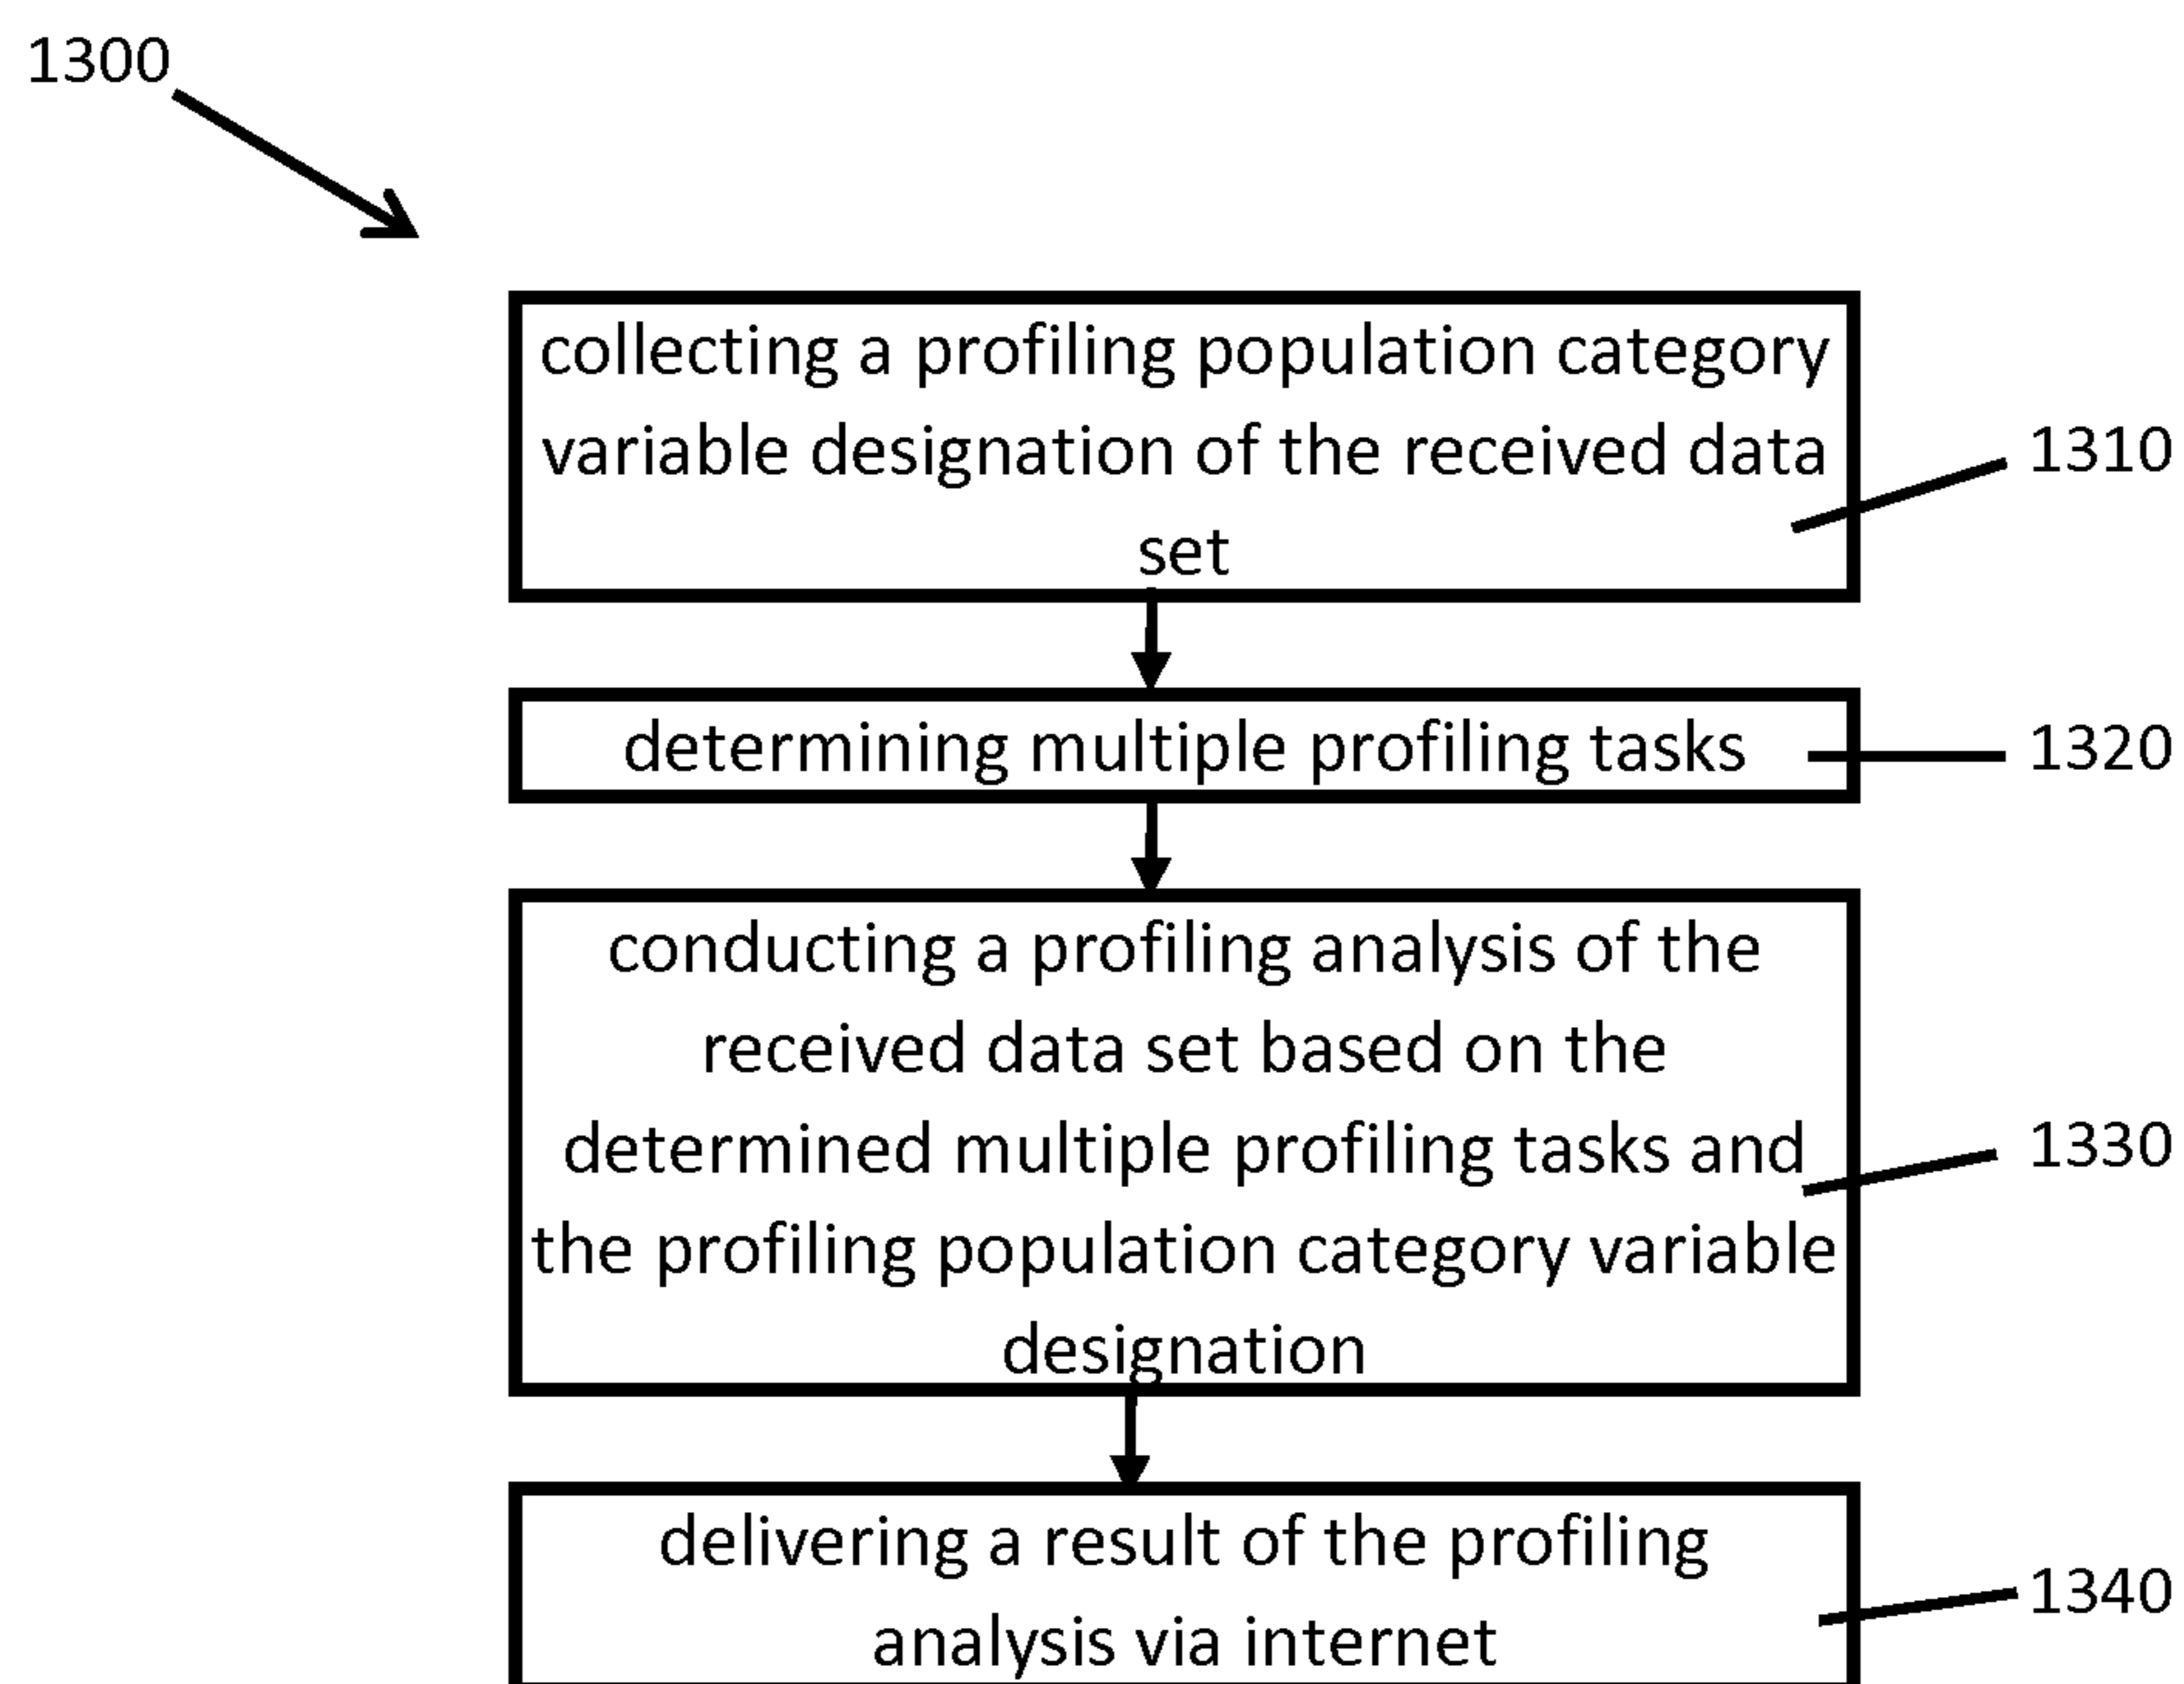 1300
collecting a profiling population category
variable designation of the received data
set
1310
determining multiple profiling tasks
1320
conducting a profiling analysis of the
received data set based on the
determined multiple profiling tasks and
the profiling population category variable
designation
1330
delivering a result of the profiling
analysis via internet
1340